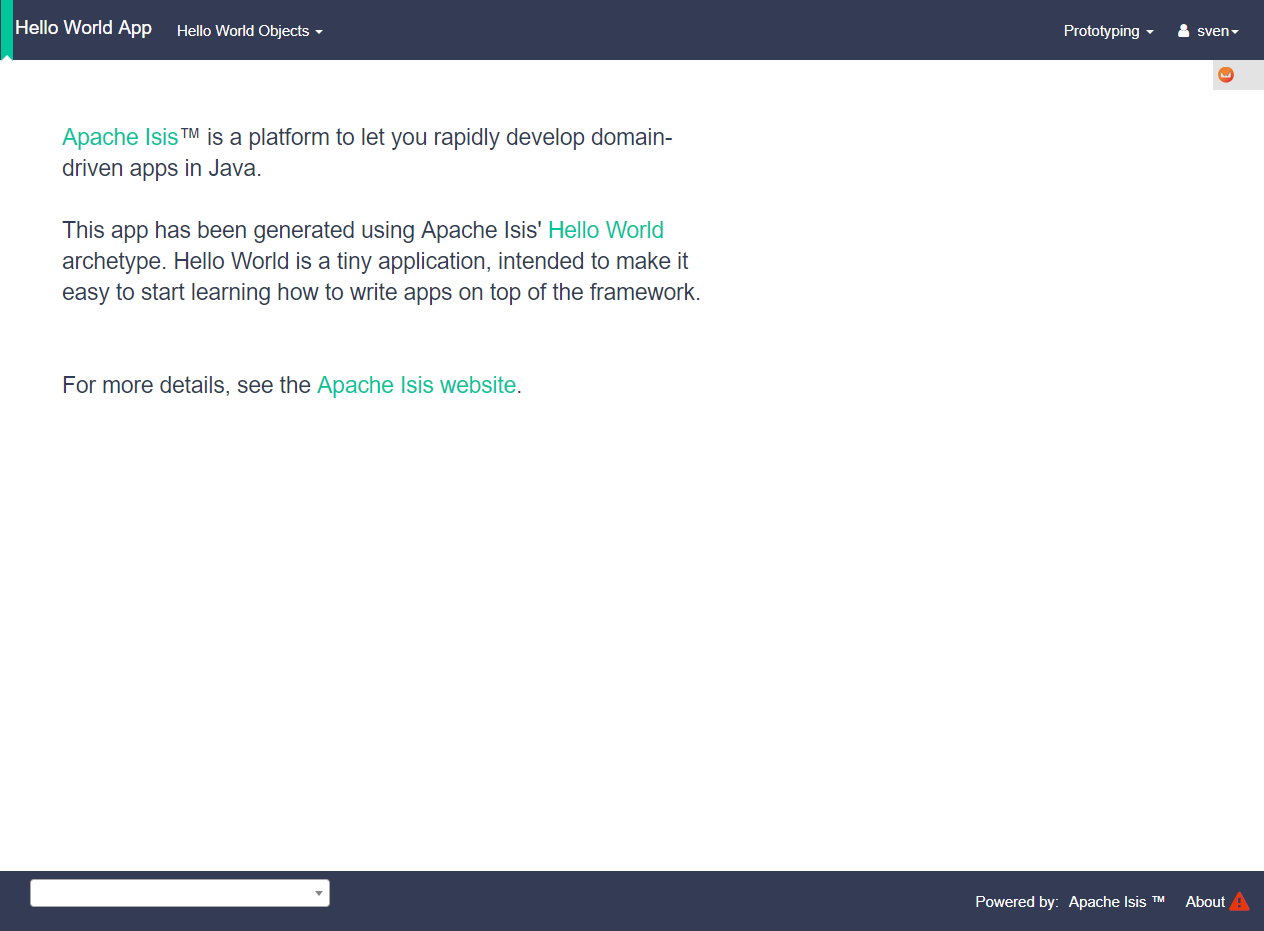 Hello World App Hello World Objects Prototyping sven
Apache Isis™ is a platform to let you rapidly develop domain-
driven apps in Java.
This app has been generated using Apache Isis' Hello World
archetype. Hello World is a tiny application, intended to make it
easy to start learning how to write apps on top of the framework.
For more details, see the Apache Isis website.
Powered by: Apache Isis ™ About